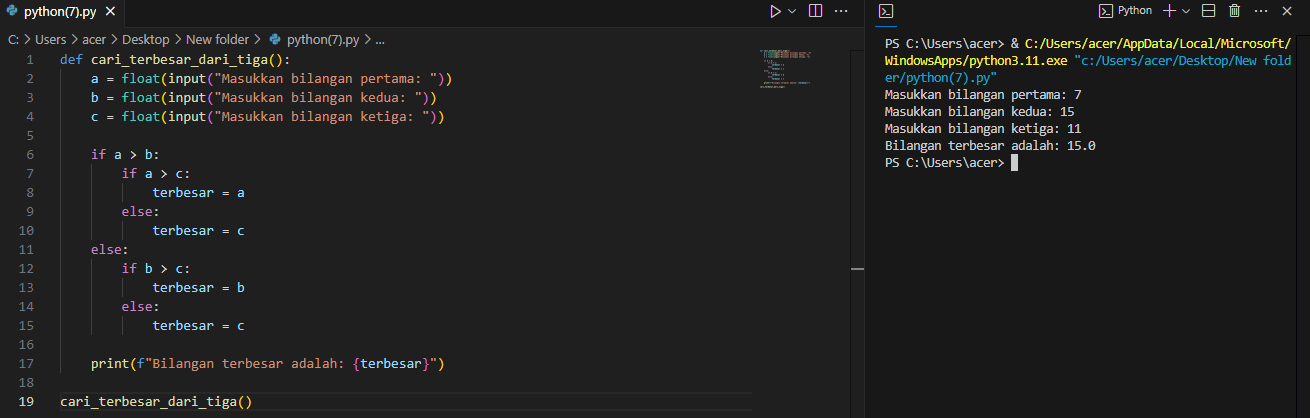 python(7).py
C: > Users > acer > Desktop > New folder > python(7).py > ...
1 def cari_terbesar_dari_tiga():
2     a = float(input("Masukkan bilangan pertama: "))
3     b = float(input("Masukkan bilangan kedua: "))
4     c = float(input("Masukkan bilangan ketiga: "))
5
6     if a > b:
7         if a > c:
8             terbesar = a
9         else:
10             terbesar = c
11     else:
12         if b > c:
13             terbesar = b
14         else:
15             terbesar = c
16
17     print(f"Bilangan terbesar adalah: {terbesar}")
18
19 cari_terbesar_dari_tiga()
Python
PS C:\Users\acer> & C:/Users/acer/AppData/Local/Microsoft/
WindowsApps/python3.11.exe "c:/Users/acer/Desktop/New fold
er/python(7).py"
Masukkan bilangan pertama: 7
Masukkan bilangan kedua: 15
Masukkan bilangan ketiga: 11
Bilangan terbesar adalah: 15.0
PS C:\Users\acer>